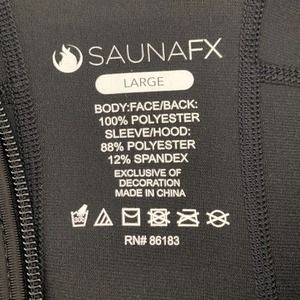 SAUNAFX
LARGE
BODY:FACE/BACK:
100% POLYESTER
SLEEVE/HOOD:
88% POLYESTER
12% SPANDEX
EXCLUSIVE OF
DECORATION
MADE IN CHINA
RN# 86183